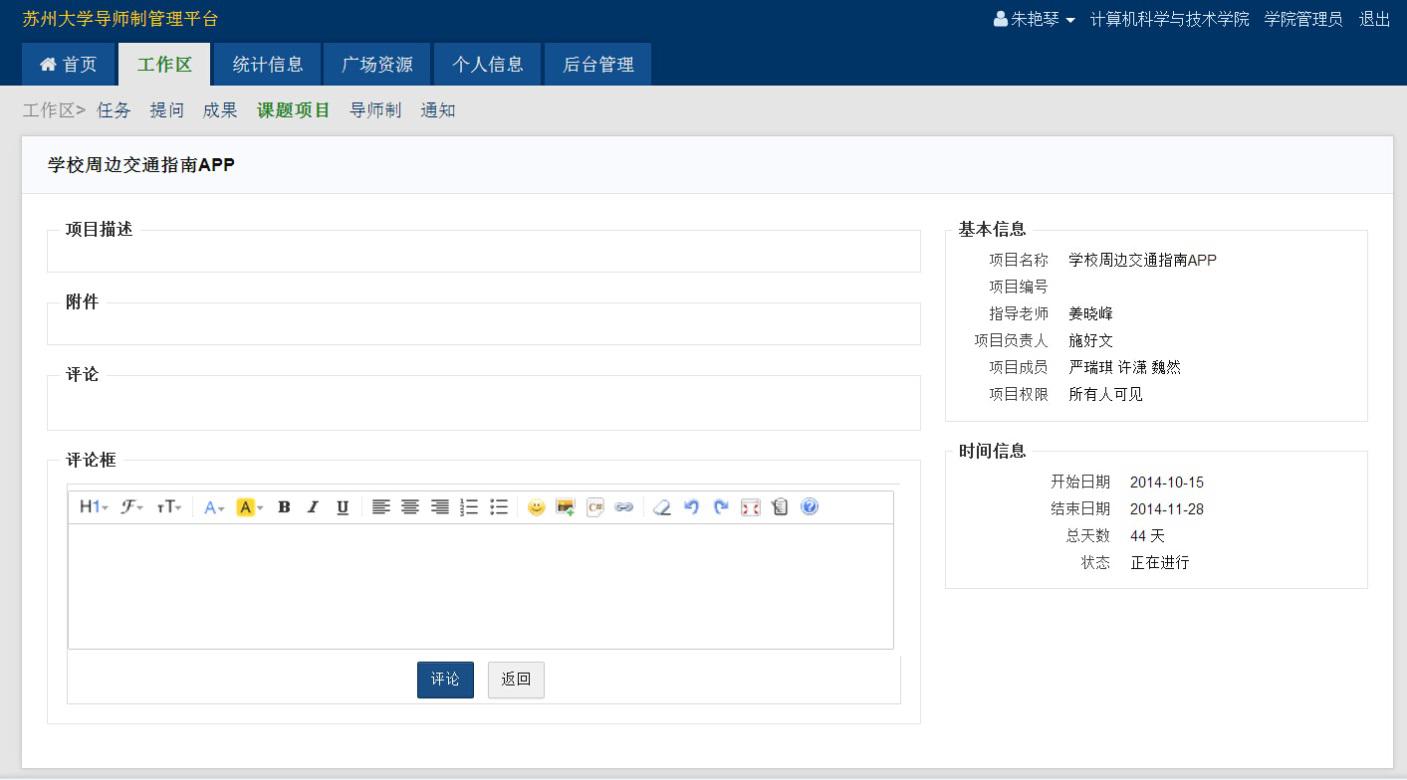 苏州大学导师制管理平台
朱艳琴 计算机科学与技术学院 学院管理员 退出
首页 工作区 统计信息 广场资源 个人信息 后台管理
工作区> 任务 提问 成果 课题项目 导师制 通知
学校周边交通指南APP
项目描述
附件
评论
评论框
H1 F тT A A B I U
评论 返回
基本信息
项目名称 学校周边交通指南APP
项目编号
指导老师 姜晓峰
项目负责人 施好文
项目成员 严瑞琪 许潇 魏然
项目权限 所有人可见
时间信息
开始日期 2014-10-15
结束日期 2014-11-28
总天数 44 天
状态 正在进行